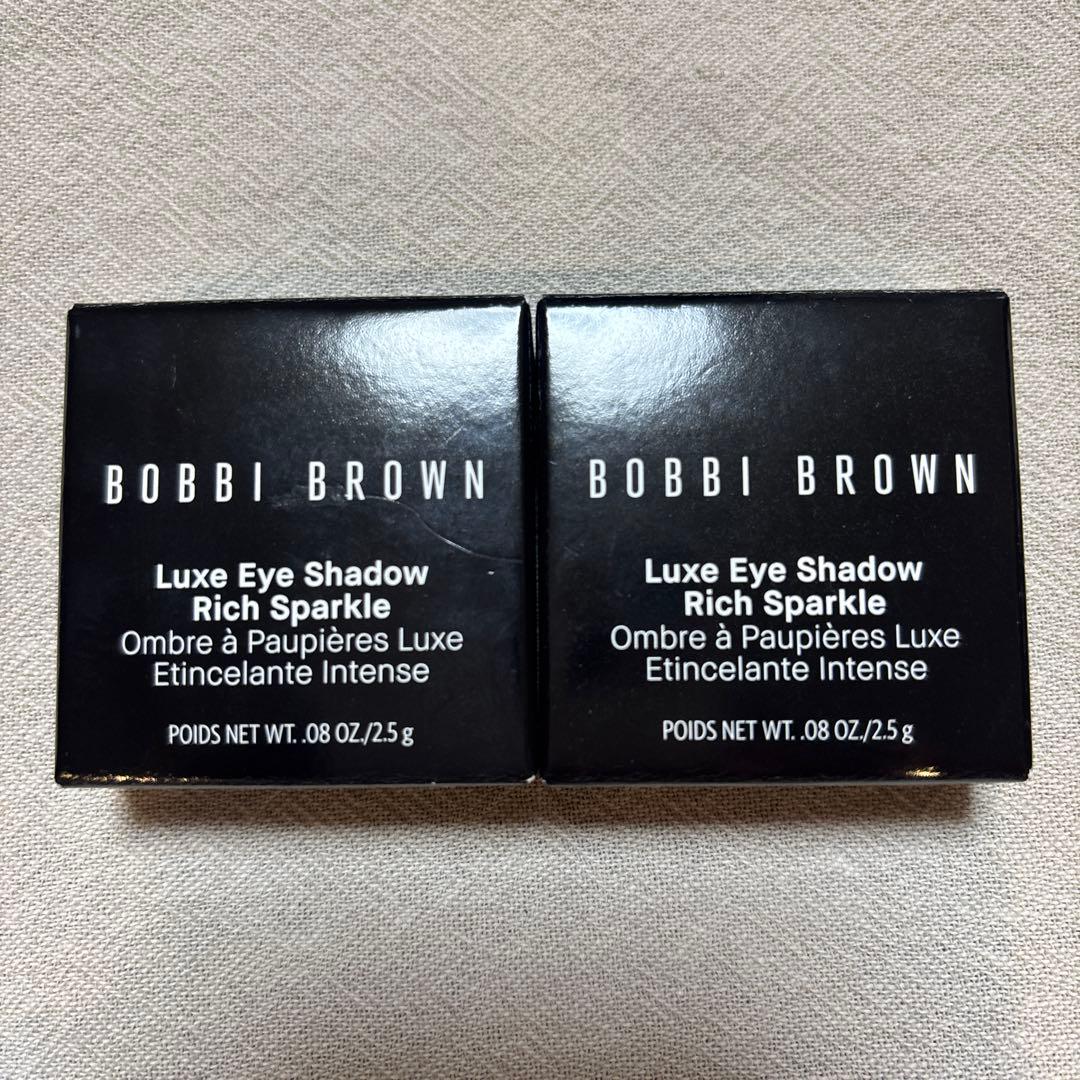 BOBBI BROWN
Luxe Eye Shadow
Rich Sparkle
Ombre à Paupières Luxe
Etincelante Intense
POIDS NET WT. .08 OZ./2.5 g
BOBBI BROWN
Luxe Eye Shadow
Rich Sparkle
Ombre à Paupières Luxe
Etincelante Intense
POIDS NET WT. .08 OZ./2.5 g